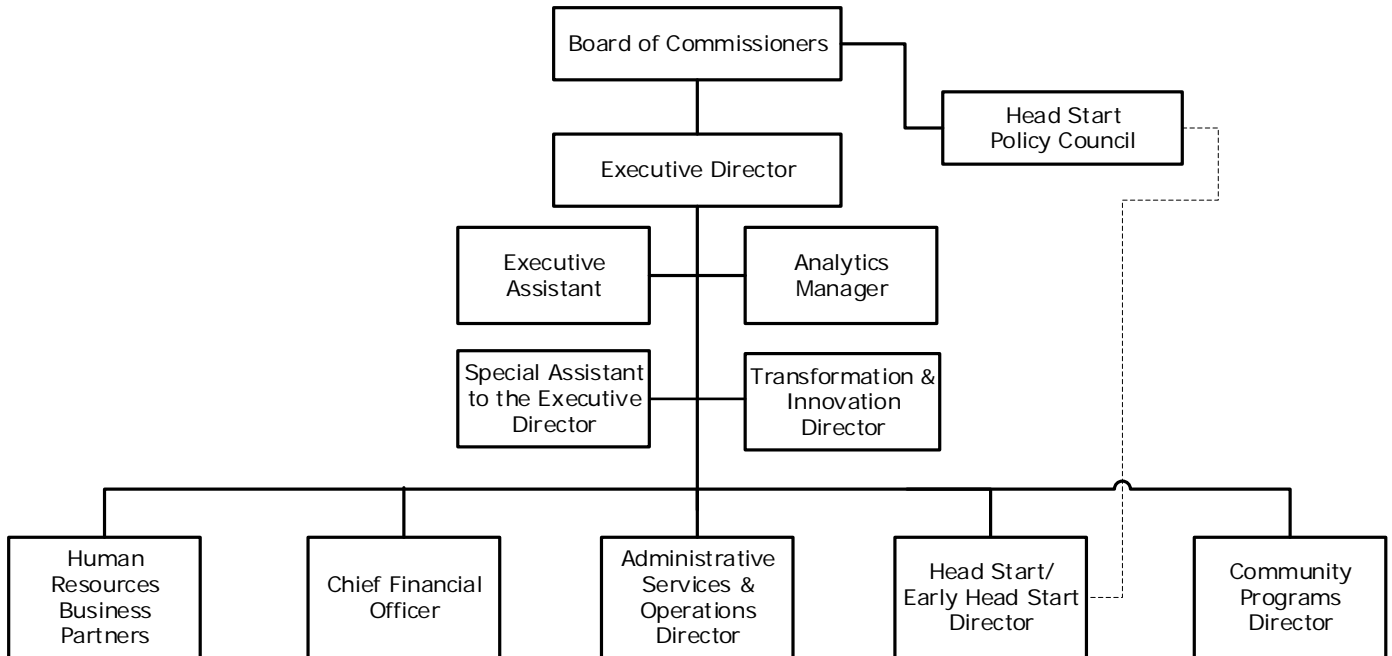 Board of Commissioners
Head Start
Policy Council
Executive Director
Executive
Assistant
Analytics
Manager
Special Assistant
to the Executive
Director
Transformation &
Innovation
Director
Human
Resources
Business
Partners
Chief Financial
Officer
Administrative
Services &
Operations
Director
Head Start/
Early Head Start
Director
Community
Programs
Director